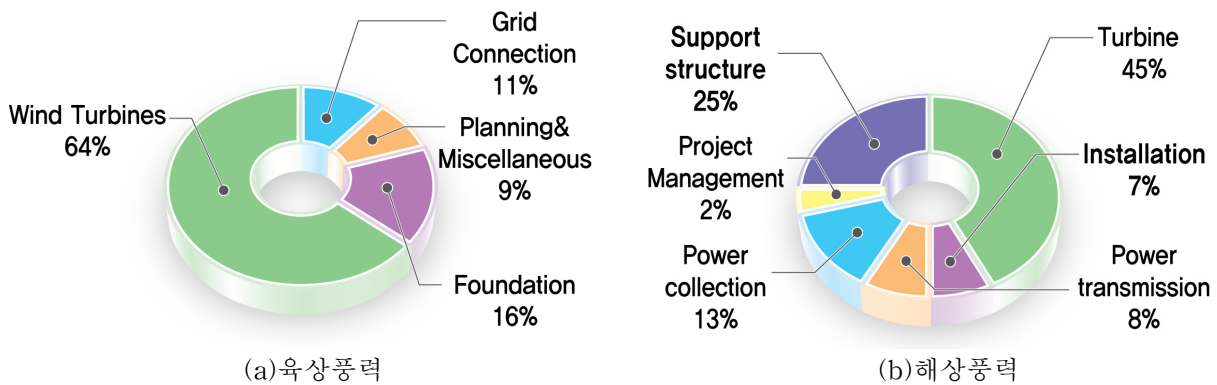 Grid
Connection
11%
Wind Turbines
64%
Planning&
Miscellaneous
9%
Foundation
16%
(a)육상풍력
Support
structure
25%
Turbine
45%
Project
Management
2%
Installation
7%
Power
collection
13%
Power
transmission
8%
(b)해상풍력